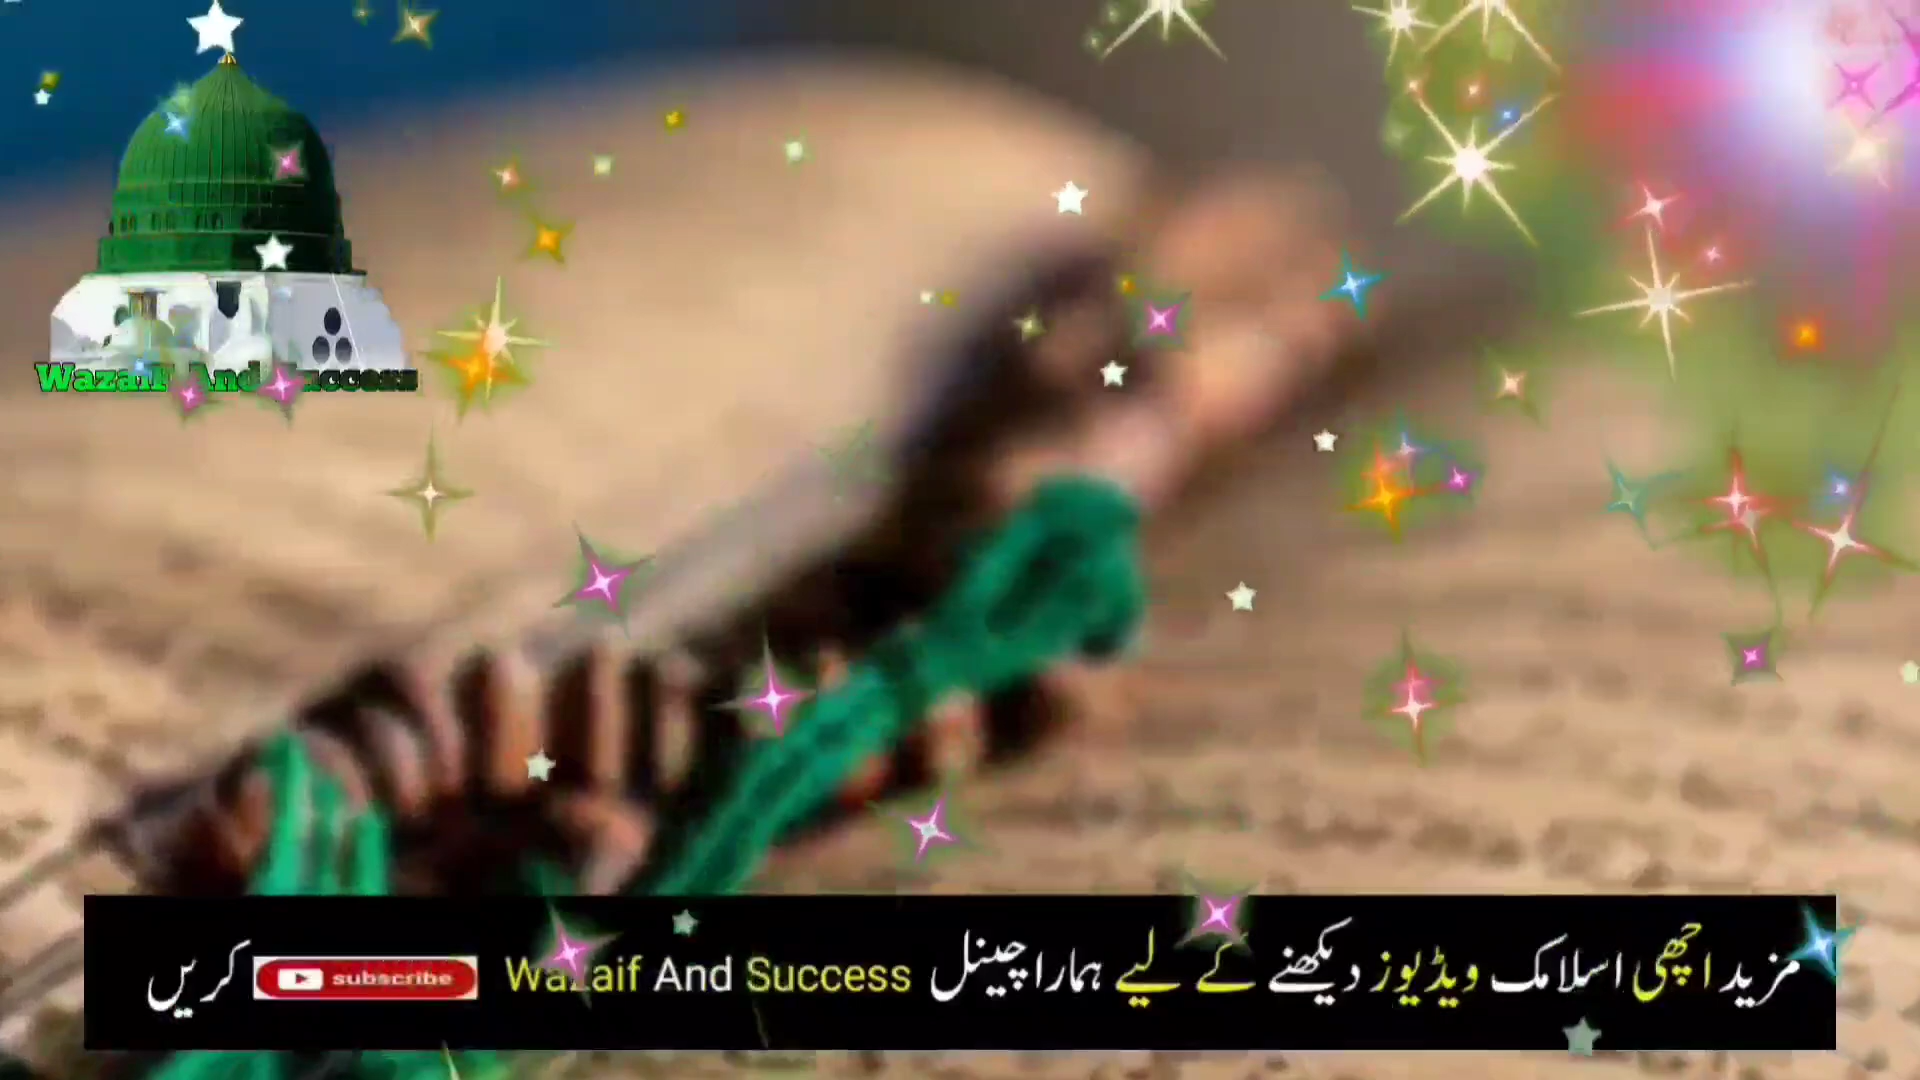 Wazaif And Success
مزید اچھی اسلامک ویڈیوز دیکھنے کے لیے ہمارا چینل Wazaif And Success subscribe کریں